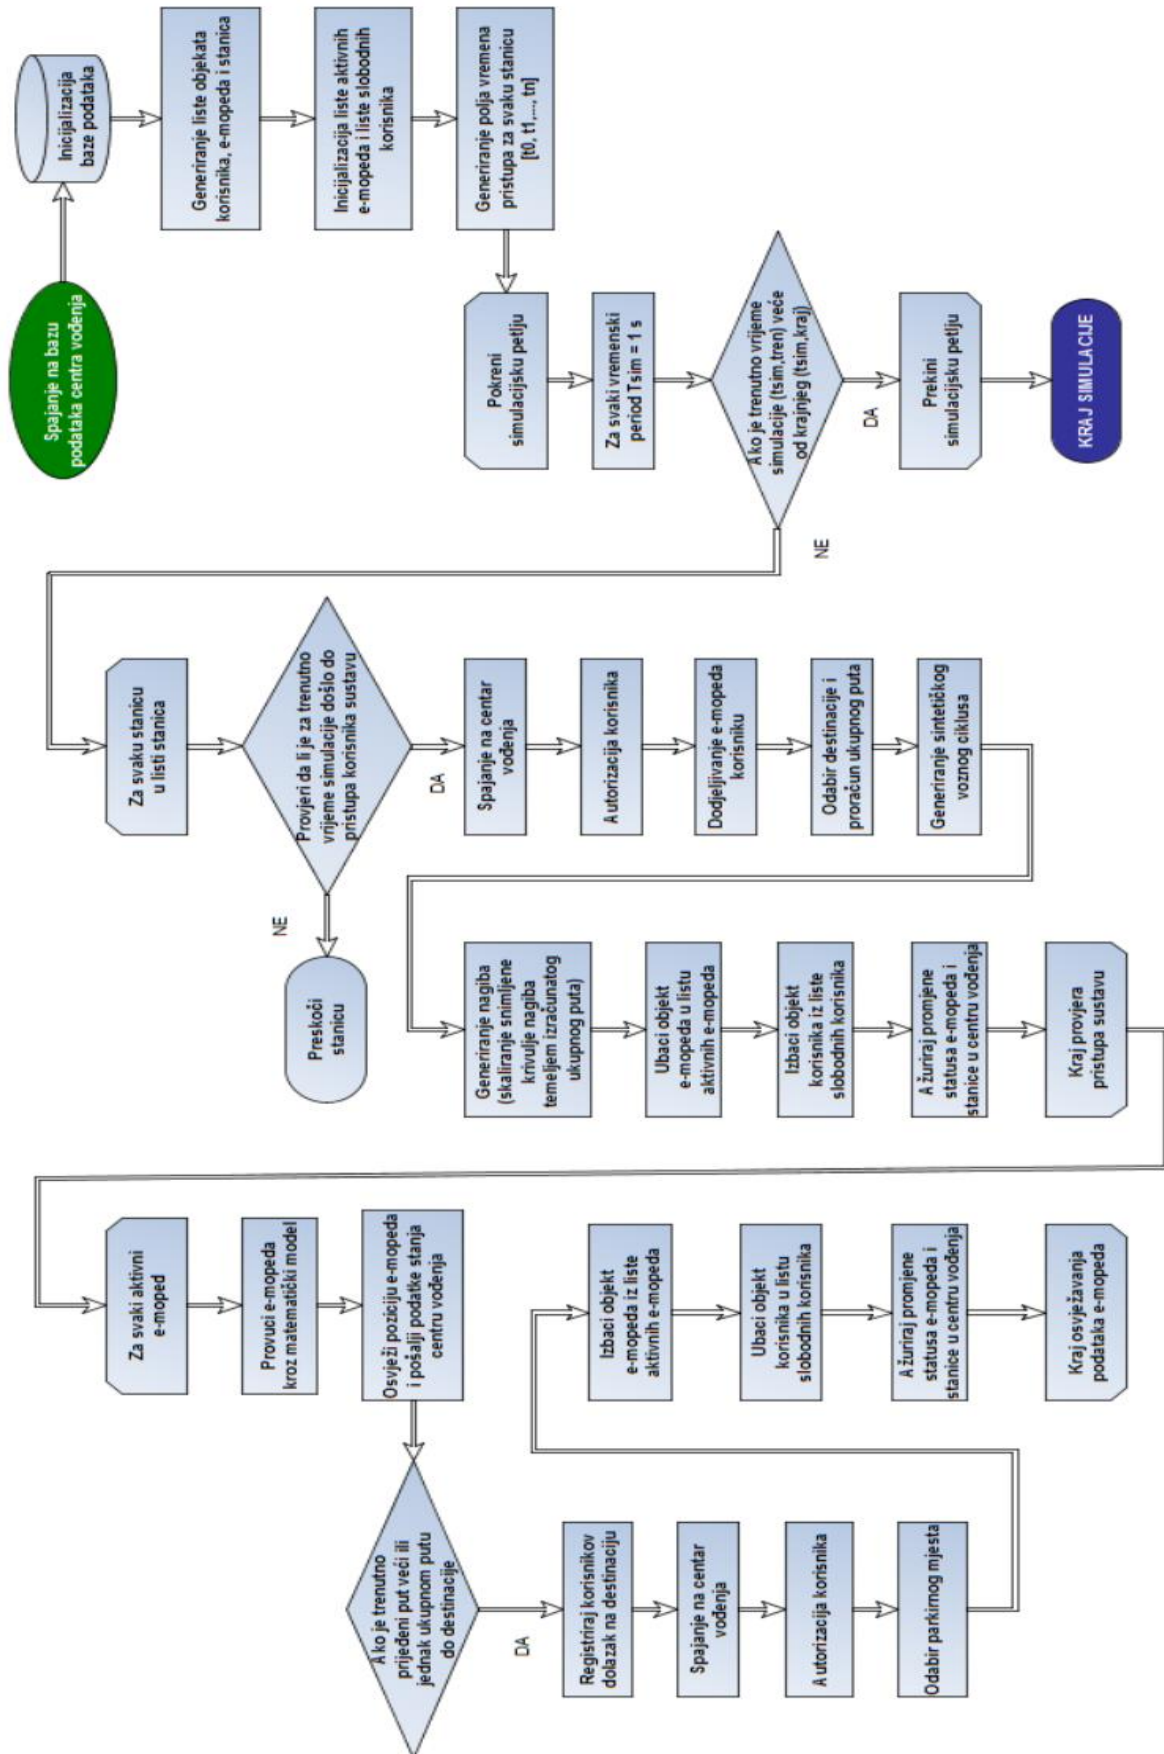 Spajanje na bazu
podataka centra vođenja
Inicijalizacija
baze podataka
Generiranje liste objekata
korisnika, e-mopeda i stanica
Inicijalizacija liste aktivnih
e-mopeda i liste slobodnih
korisnika
Generiranje polja vremena
pristupa za svaku stanicu
[t0, t1,..., tn]
Pokreni
simulacijsku petlju
Za svaki vremenski
period Tsim = 1 s
Ako je trenutno vrijeme
simulacije (tsim,tren) veće
od krajnjeg (tsim,kraj)
DA
Prekini
simulacijsku petlju
KRAJ SIMULACIJE
NE
Za svaku stanicu
u listi stanica
Provjeri da li je za trenutno
vrijeme simulacije došlo do
pristupa korisnika sustavu
NE
Preskoči
stanicu
DA
Spajanje na centar
vođenja
Autorizacija korisnika
Dodjeljivanje e-mopeda
korisniku
Odabir destinacije i
proračun ukupnog puta
Generiranje sintetičkog
voznog ciklusa
Generiranje nagiba
(skaliranje snimljene
krivulje nagiba
temeljem izračunatog
ukupnog puta)
Ubaci objekt
e-mopeda u listu
aktivnih e-mopeda
Izbaci objekt
korisnika iz liste
slobodnih korisnika
Ažuriraj promjene
statusa e-mopeda i
stanice u centru vođenja
Kraj provjera
pristupa sustavu
Za svaki aktivni
e-moped
Provuci e-mopeda
kroz matematički model
Osvježi poziciju e-mopeda
i pošalji podatke stanja
centru vođenja
Ako je trenutno
prijeđeni put veći ili
jednak ukupnom putu
do destinacije
DA
Registriraj korisnikov
dolazak na destinaciju
Spajanje na centar
vođenja
Autorizacija korisnika
Odabir parkirnog mjesta
Izbaci objekt
e-mopeda iz liste
aktivnih e-mopeda
Ubaci objekt
korisnika u listu
slobodnih korisnika
Ažuriraj promjene
statusa e-mopeda i
stanice u centru vođenja
Kraj osvježavanja
podataka e-mopeda